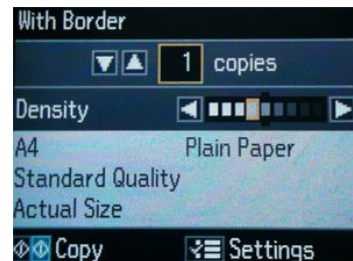 With Border
1 copies
Density
A4 Plain Paper
Standard Quality
Actual Size
Copy Settings